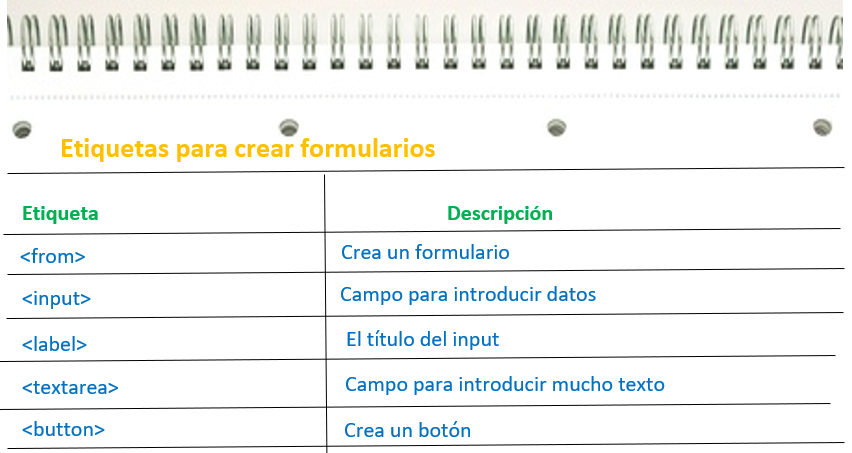 Etiquetas para crear formularios
Etiqueta Descripción
<from> Crea un formulario
<input> Campo para introducir datos
<label> El título del input
<textarea> Campo para introducir mucho texto
<button> Crea un botón